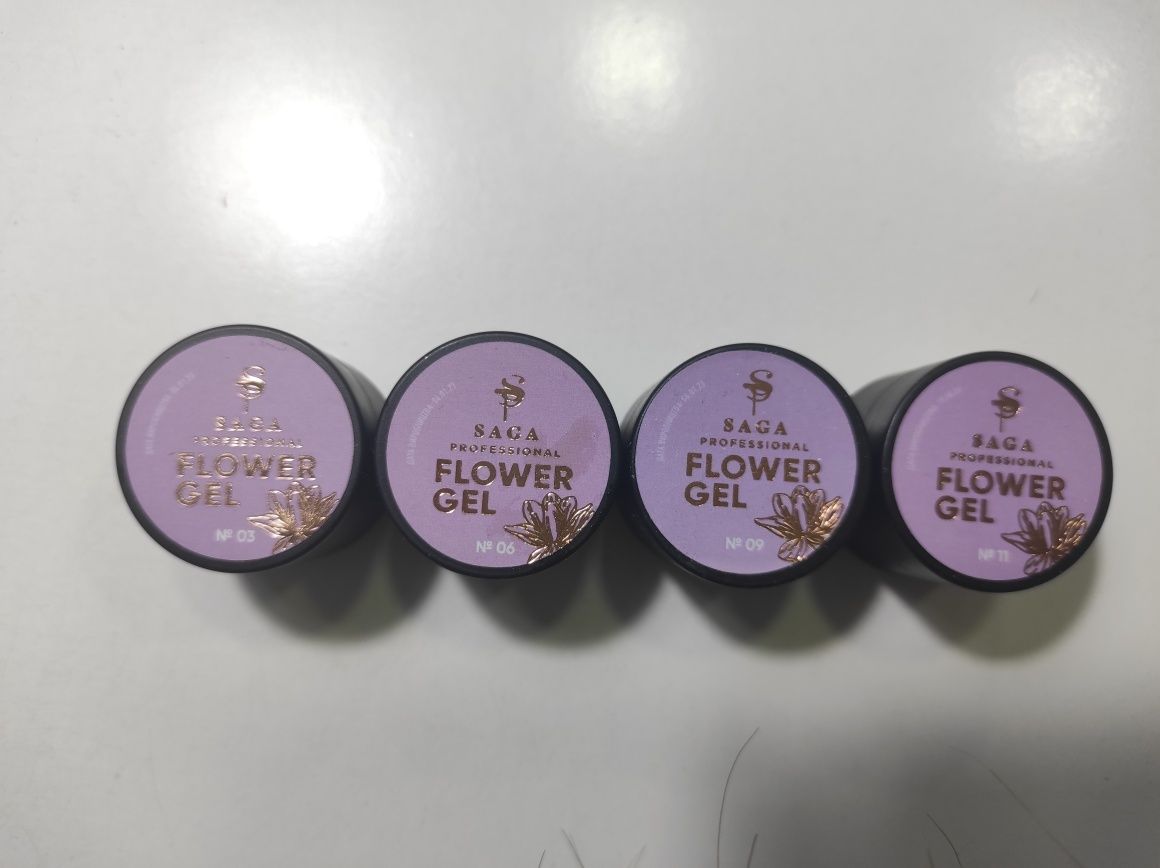 SAGA
PROFESSIONAL
FLOWER
GEL
№ 03
SAGA
PROFESSIONAL
FLOWER
GEL
№ 06
SAGA
PROFESSIONAL
FLOWER
GEL
№ 09
SAGA
PROFESSIONAL
FLOWER
GEL
№ 11